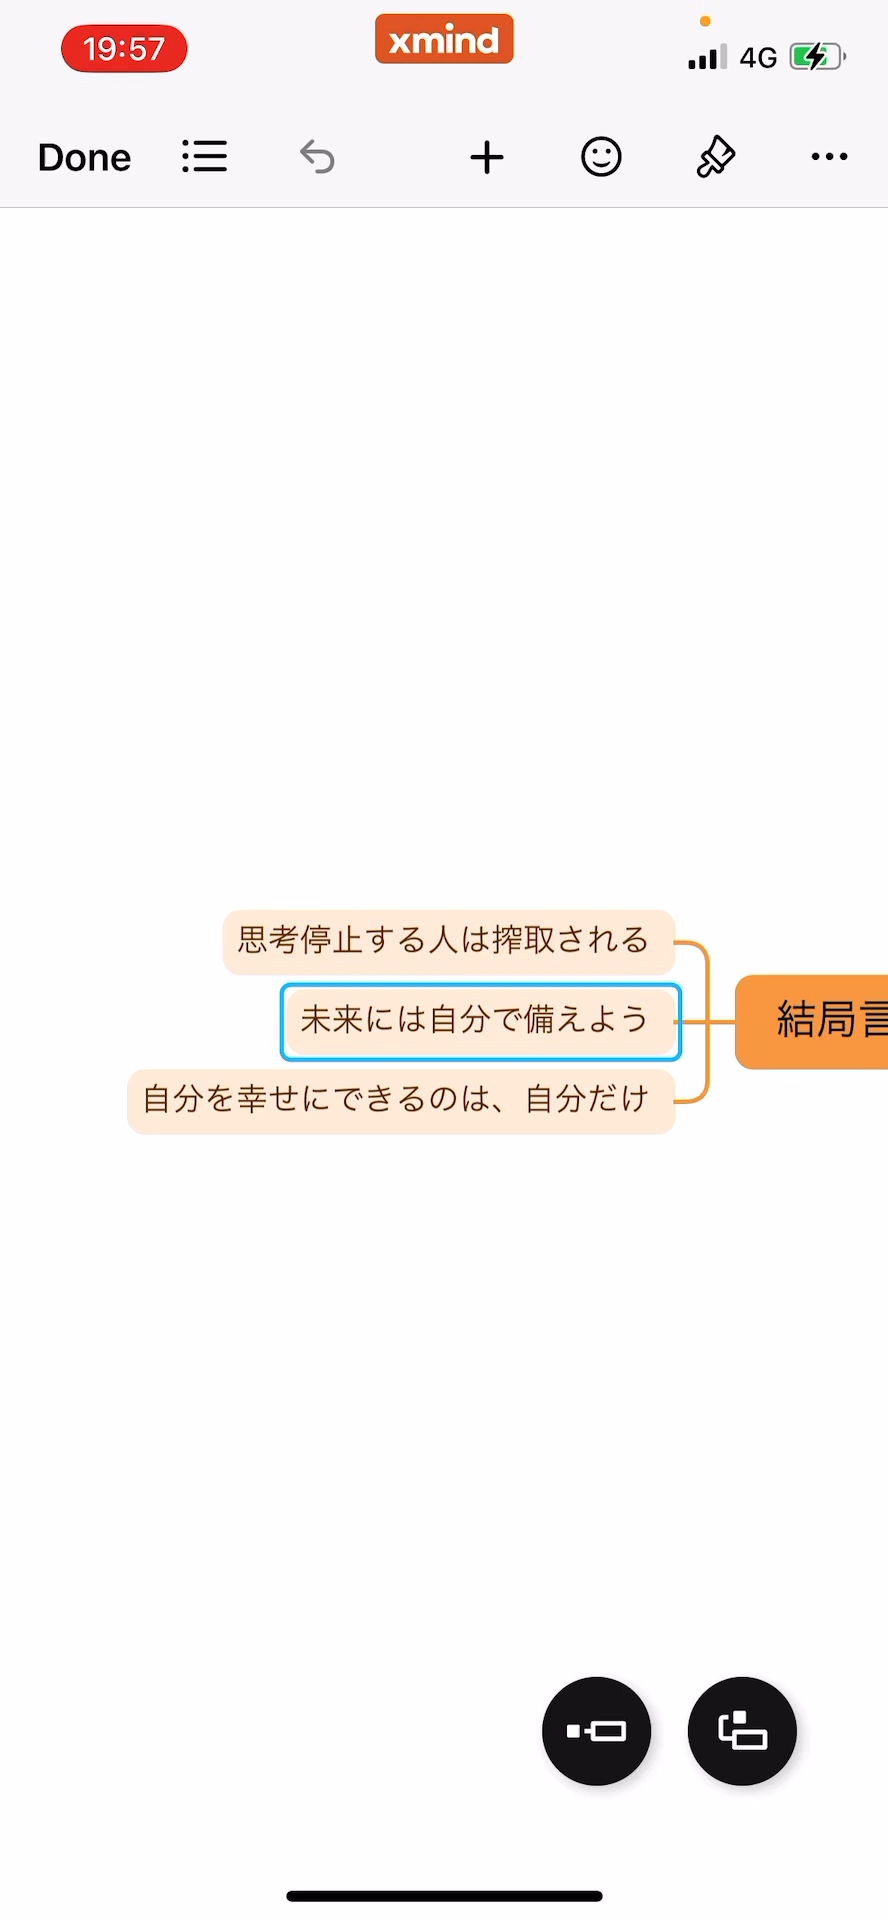 19:57
xmind
4G
Done
思考停止する人は搾取される
未来には自分で備えよう
結局言
自分を幸せにできるのは、自分だけ